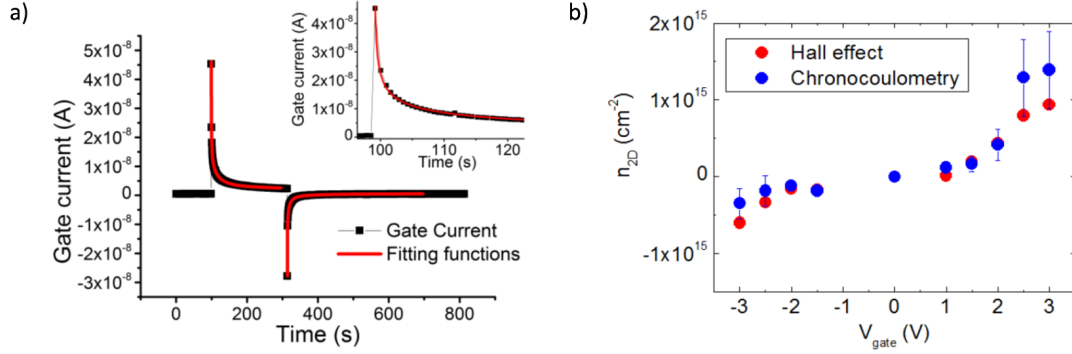 a)
Gate current (A)
5x10⁻⁸
4x10⁻⁸
3x10⁻⁸
2x10⁻⁸
1x10⁻⁸
0
-1x10⁻⁸
-2x10⁻⁸
-3x10⁻⁸
0 200 400 600 800
Time (s)
Gate Current
Fitting functions
Gate current (A)
4x10⁻⁸
3x10⁻⁸
2x10⁻⁸
1x10⁻⁸
0
100 110 120
Time (s)
b)
n2D (cm⁻²)
2x10¹⁵
1x10¹⁵
0
-1x10¹⁵
Hall effect
Chronocoulometry
-3 -2 -1 0 1 2 3
Vgate (V)